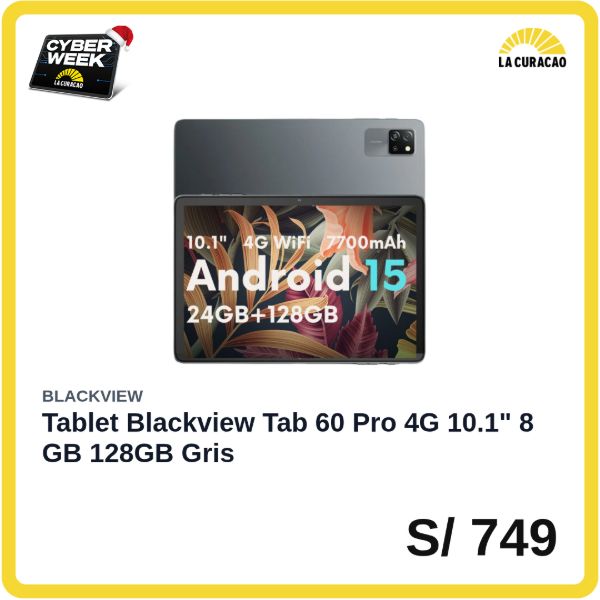 CYBER
WEEK
LA CURACAO
LA CURACAO
10.1" 4G WiFi 7700mAh
Android 15
24GB+128GB
BLACKVIEW
Tablet Blackview Tab 60 Pro 4G 10.1" 8
GB 128GB Gris
S/ 749